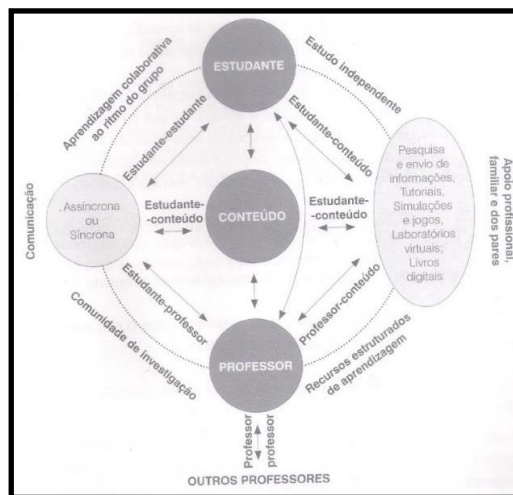 ESTUDANTE
Aprendizagem colaborativa
ao ritmo do grupo
Estudo independente
Estudante-estudante
Estudante-conteúdo
Comunicação
Assíncrona
ou
Síncrona
Estudante-
-conteúdo
CONTEÚDO
Estudante-
-conteúdo
Pesquisa
e envio de
informações,
Tutoriais,
Simulações
e jogos,
Laboratórios
virtuais;
Livros
digitais
Apoio profissional,
familiar e dos pares
Estudante-professor
Professor-conteúdo
Comunidade de investigação
PROFESSOR
Recursos estruturados
de aprendizagem
Professor
professor
OUTROS PROFESSORES